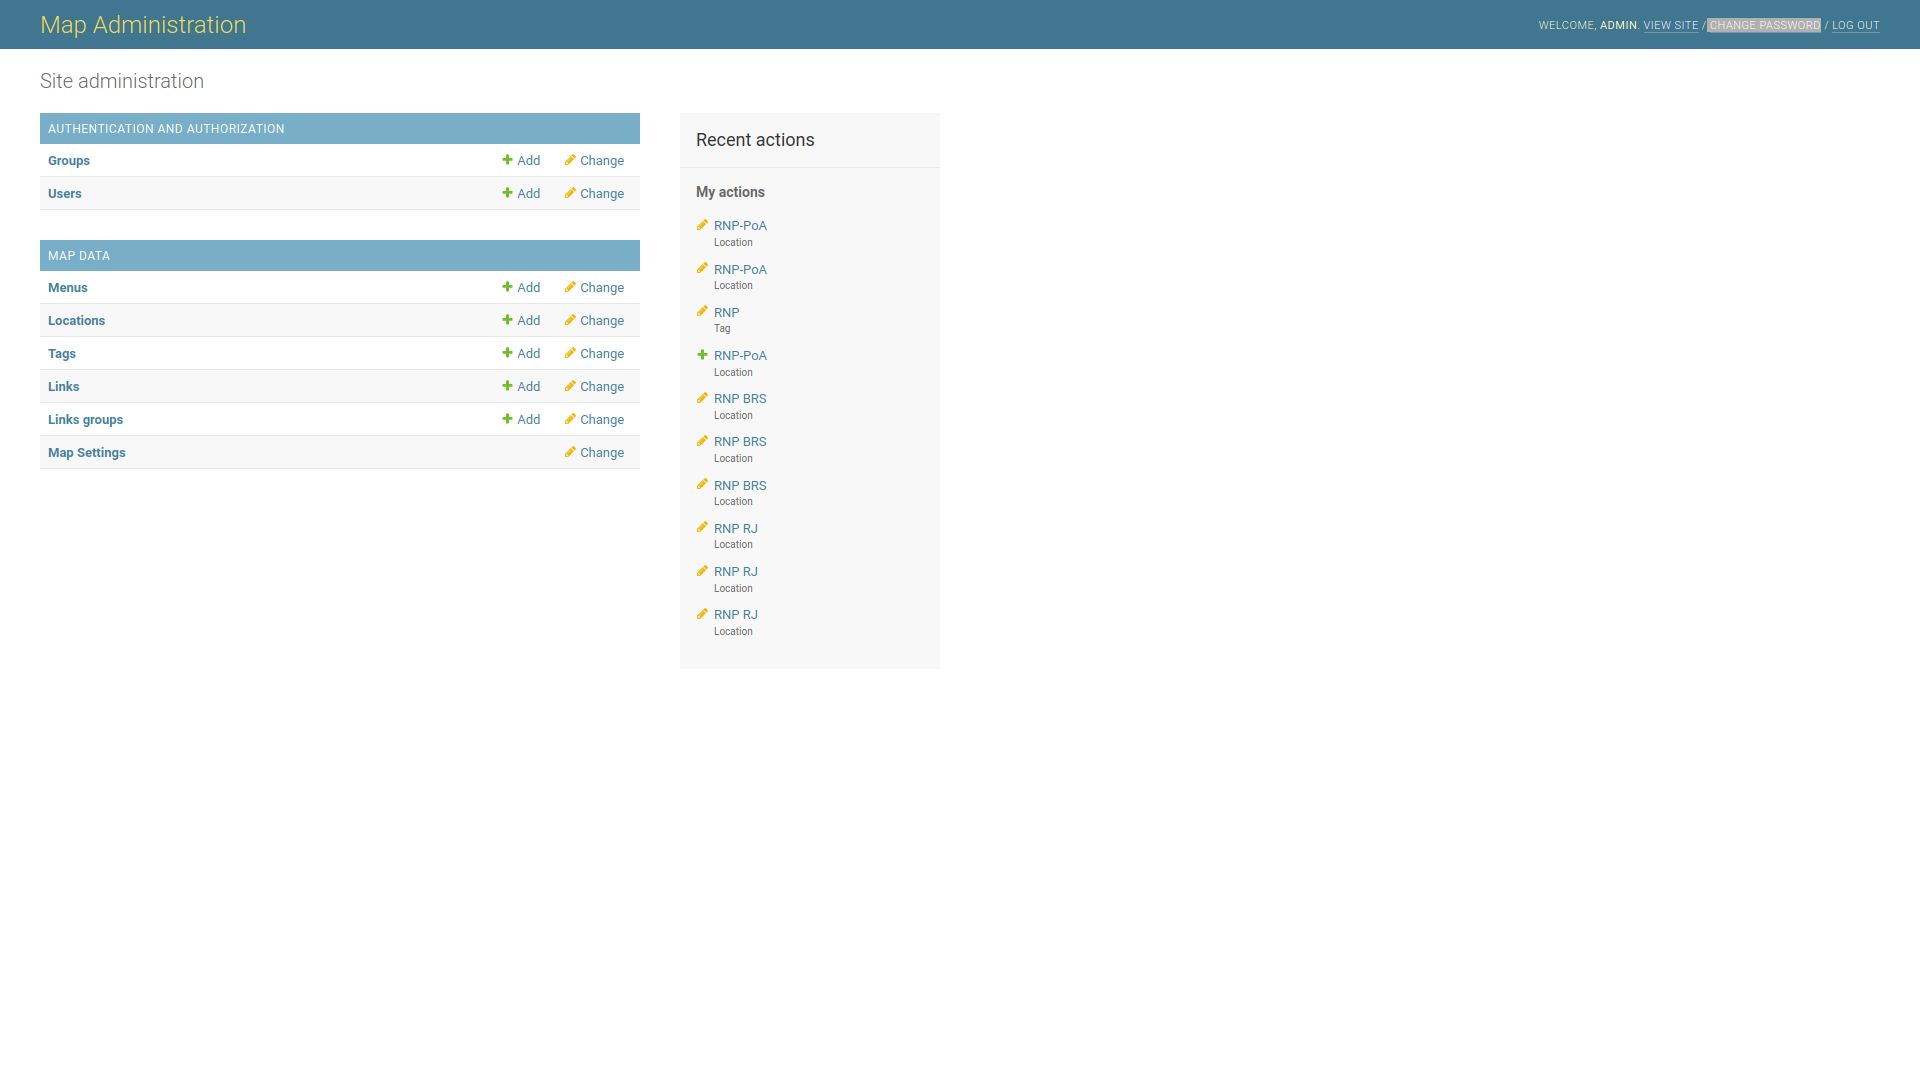 Map Administration
WELCOME, ADMIN. VIEW SITE / CHANGE PASSWORD / LOG OUT
Site administration
AUTHENTICATION AND AUTHORIZATION
Groups Add Change
Users Add Change
MAP DATA
Menus Add Change
Locations Add Change
Tags Add Change
Links Add Change
Links groups Add Change
Map Settings Change
Recent actions
My actions
RNP-PoA
Location
RNP-PoA
Location
RNP
Tag
RNP-PoA
Location
RNP BRS
Location
RNP BRS
Location
RNP BRS
Location
RNP RJ
Location
RNP RJ
Location
RNP RJ
Location